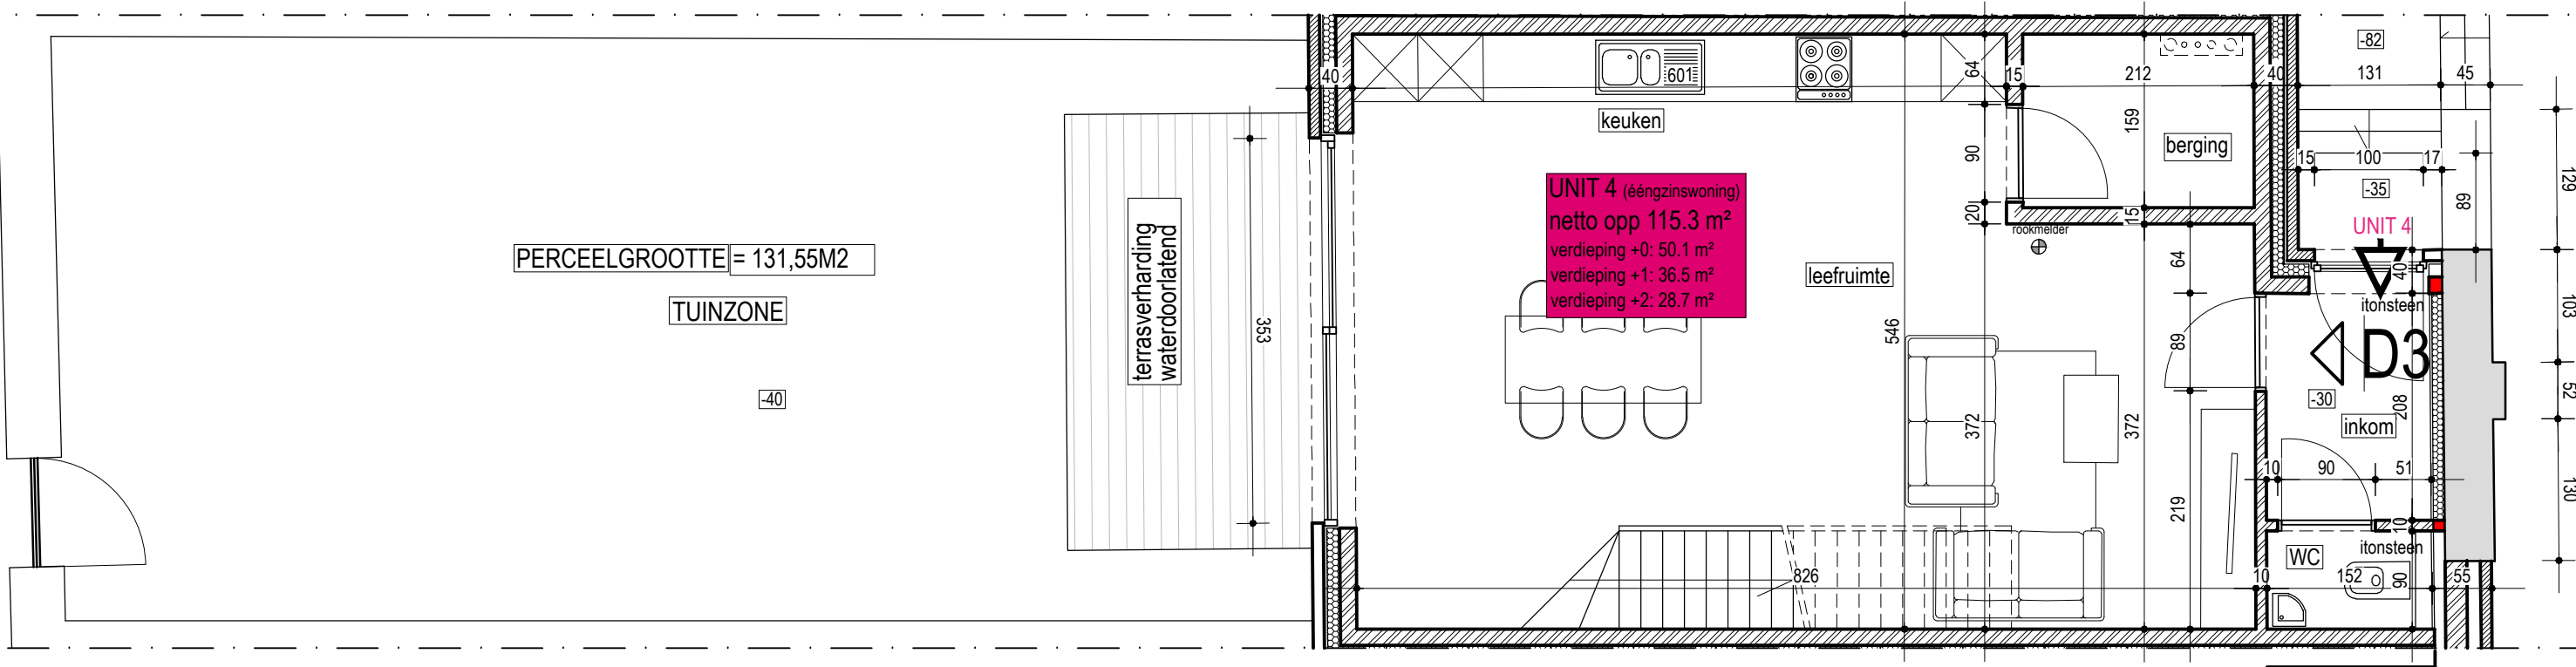 PERCEELGROOTTE = 131,55M2
TUINZONE
-40
terrasverharding
waterdoorlatend
353
40
601
keuken
UNIT 4 (ééngzinswoning)
netto opp 115.3 m²
verdieping +0: 50.1 m²
verdieping +1: 36.5 m²
verdieping +2: 28.7 m²
leefruimte
546
826
64
90
20
372
15
212
40
159
berging
15
rookmelder
64
89
372
219
-82
131
45
15
100
17
-35
89
129
UNIT 4
40
itonsteen
103
D3
52
-30
208
inkom
10
90
51
130
10
itonsteen
WC
10
152
90
55